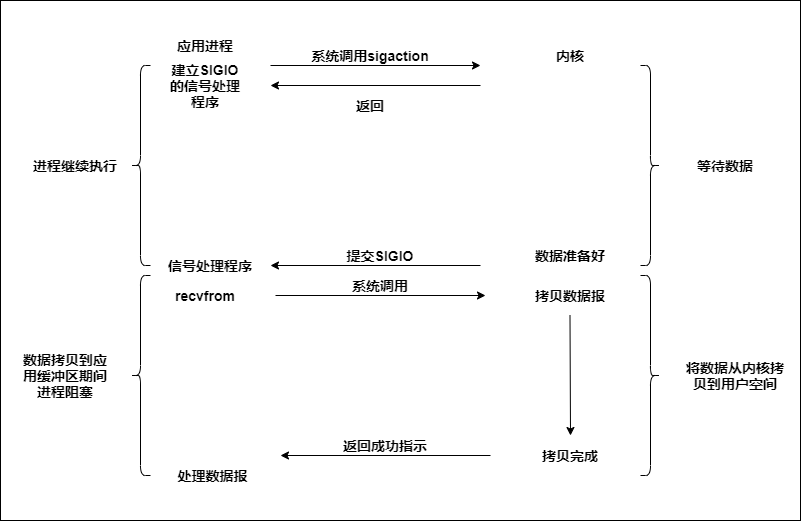 应用进程
系统调用sigaction
内核
建立SIGIO
的信号处理
程序
返回
进程继续执行
等待数据
提交SIGIO
数据准备好
信号处理程序
系统调用
recvfrom
拷贝数据报
数据拷贝到应
用缓冲区期间
进程阻塞
将数据从内核拷
贝到用户空间
返回成功指示
拷贝完成
处理数据报